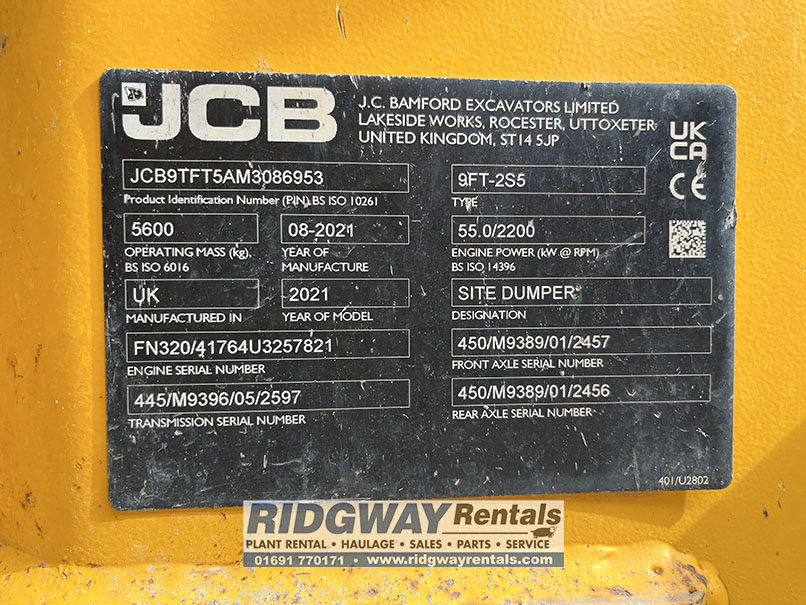 JCB
J.C. BAMFORD EXCAVATORS LIMITED
LAKESIDE WORKS, ROCESTER, UTTOXETER
UNITED KINGDOM, ST14 5JP
UK
CA
CE
JCB9TFT5AM3086953
Product Identification Number (PIN) BS ISO 10261
9FT-2S5
TYPE
5600
OPERATING MASS (kg).
BS ISO 6016
08-2021
YEAR OF
MANUFACTURE
55.0/2200
ENGINE POWER (kW @ RPM)
BS ISO 14396
UK
MANUFACTURED IN
2021
YEAR OF MODEL
SITE DUMPER
DESIGNATION
FN320/41764U3257821
ENGINE SERIAL NUMBER
450/M9389/01/2457
FRONT AXLE SERIAL NUMBER
445/M9396/05/2597
TRANSMISSION SERIAL NUMBER
450/M9389/01/2456
REAR AXLE SERIAL NUMBER
401/U2802
RIDGWAY Rentals
PLANT RENTAL • HAULAGE • SALES • PARTS • SERVICE
01691 770171 • www.ridgwayrentals.com